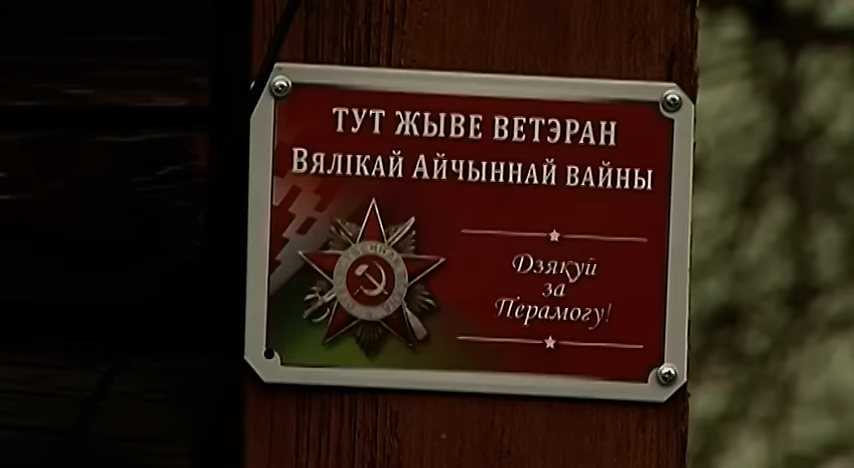 ТУТ ЖЫВЕ ВЕТЭРАН
ВЯЛІКАЙ АЙЧЫННАЙ ВАЙНЫ
Дзякуй
за
Перамогу!